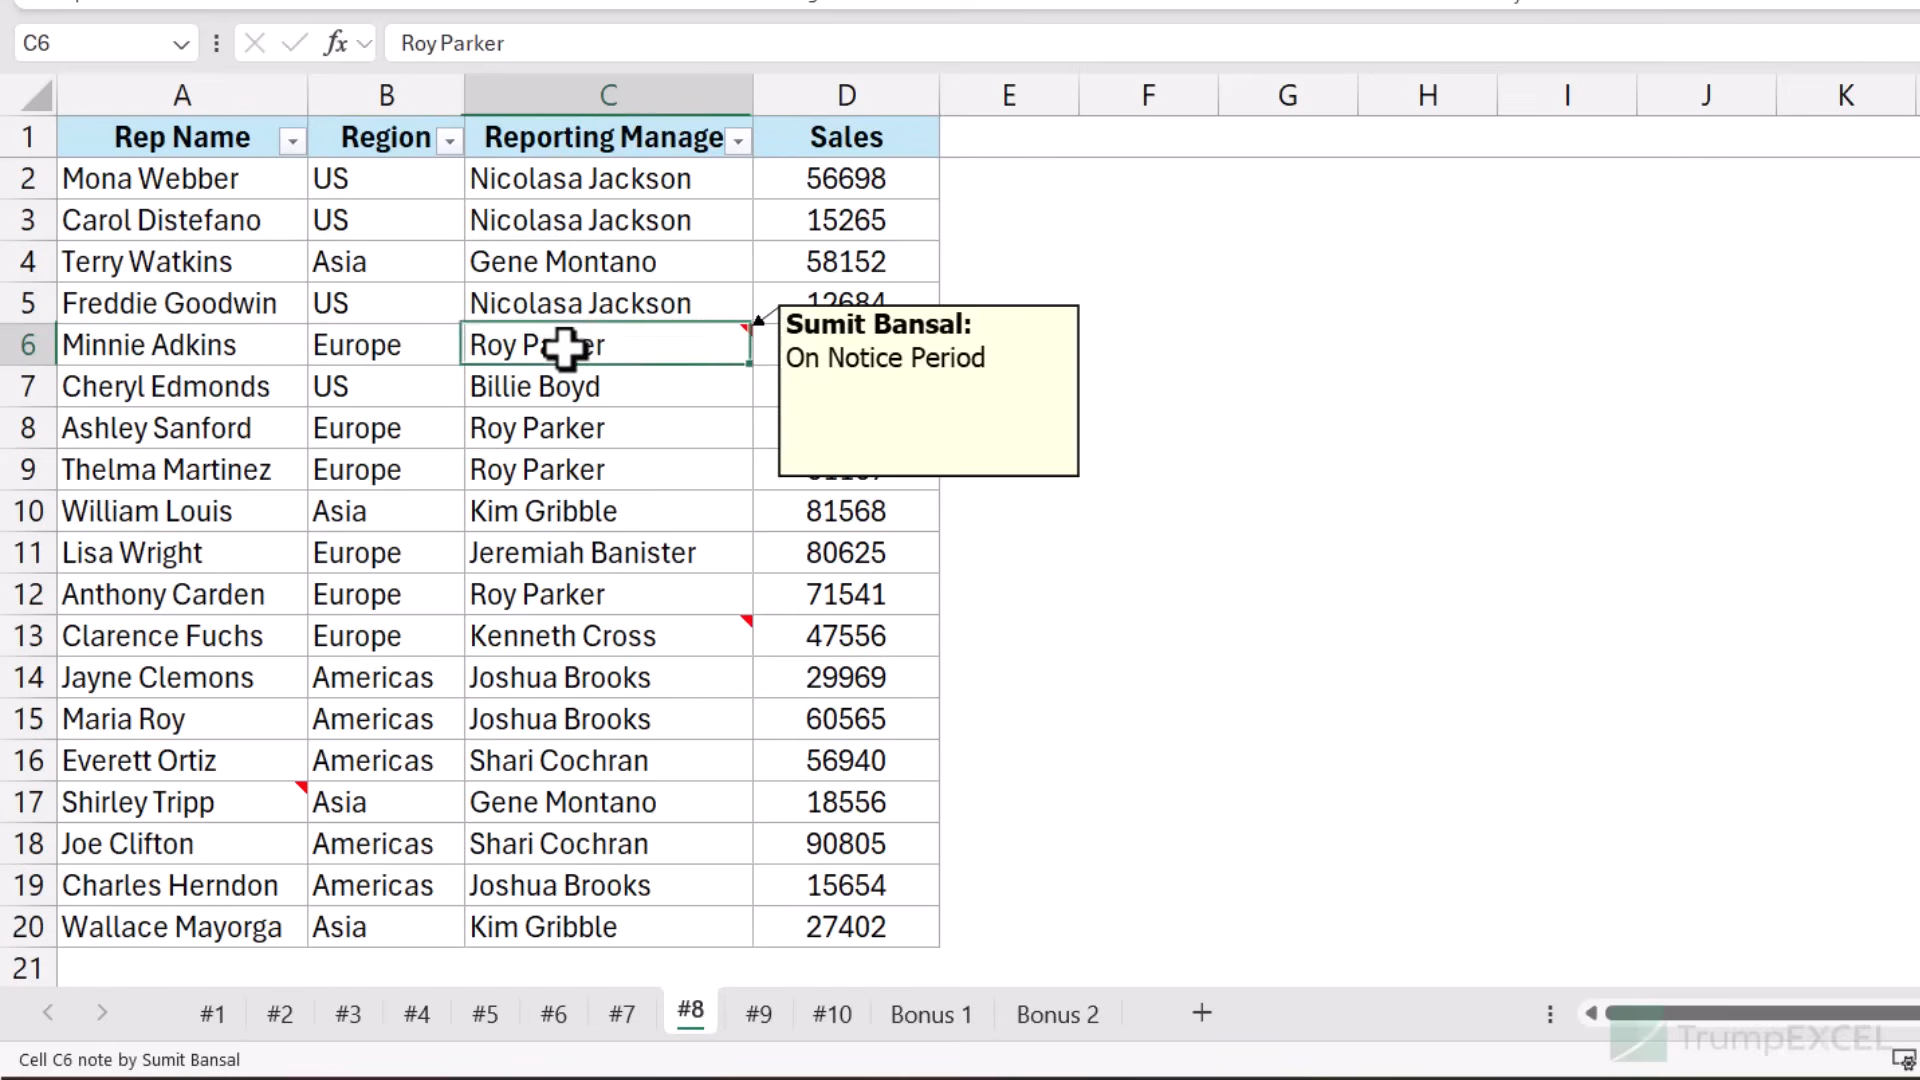 C6 fx Roy Parker
A B C D E F G H I J K
1 Rep Name Region Reporting Manage Sales
2 Mona Webber US Nicolasa Jackson 56698
3 Carol Distefano US Nicolasa Jackson 15265
4 Terry Watkins Asia Gene Montano 58152
5 Freddie Goodwin US Nicolasa Jackson 12684
Sumit Bansal:
6 Minnie Adkins Europe Roy
On Notice Period
7 Cheryl Edmonds US Billie Boyd
8 Ashley Sanford Europe Roy Parker
9 Thelma Martinez Europe Roy Parker
10 William Louis Asia Kim Gribble 81568
11 Lisa Wright Europe Jeremiah Banister 80625
12 Anthony Carden Europe Roy Parker 71541
13 Clarence Fuchs Europe Kenneth Cross 47556
14 Jayne Clemons Americas Joshua Brooks 29969
15 Maria Roy Americas Joshua Brooks 60565
16 Everett Ortiz Americas Shari Cochran 56940
17 Shirley Tripp Asia Gene Montano 18556
18 Joe Clifton Americas Shari Cochran 90805
19 Charles Herndon Americas Joshua Brooks 15654
20 Wallace Mayorga Asia Kim Gribble 27402
21
#1 #2 #3 #4 #5 #6 #7 #8 #9 #10 Bonus 1 Bonus 2
TrumpEXCEL
Cell C6 note by Sumit Bansal